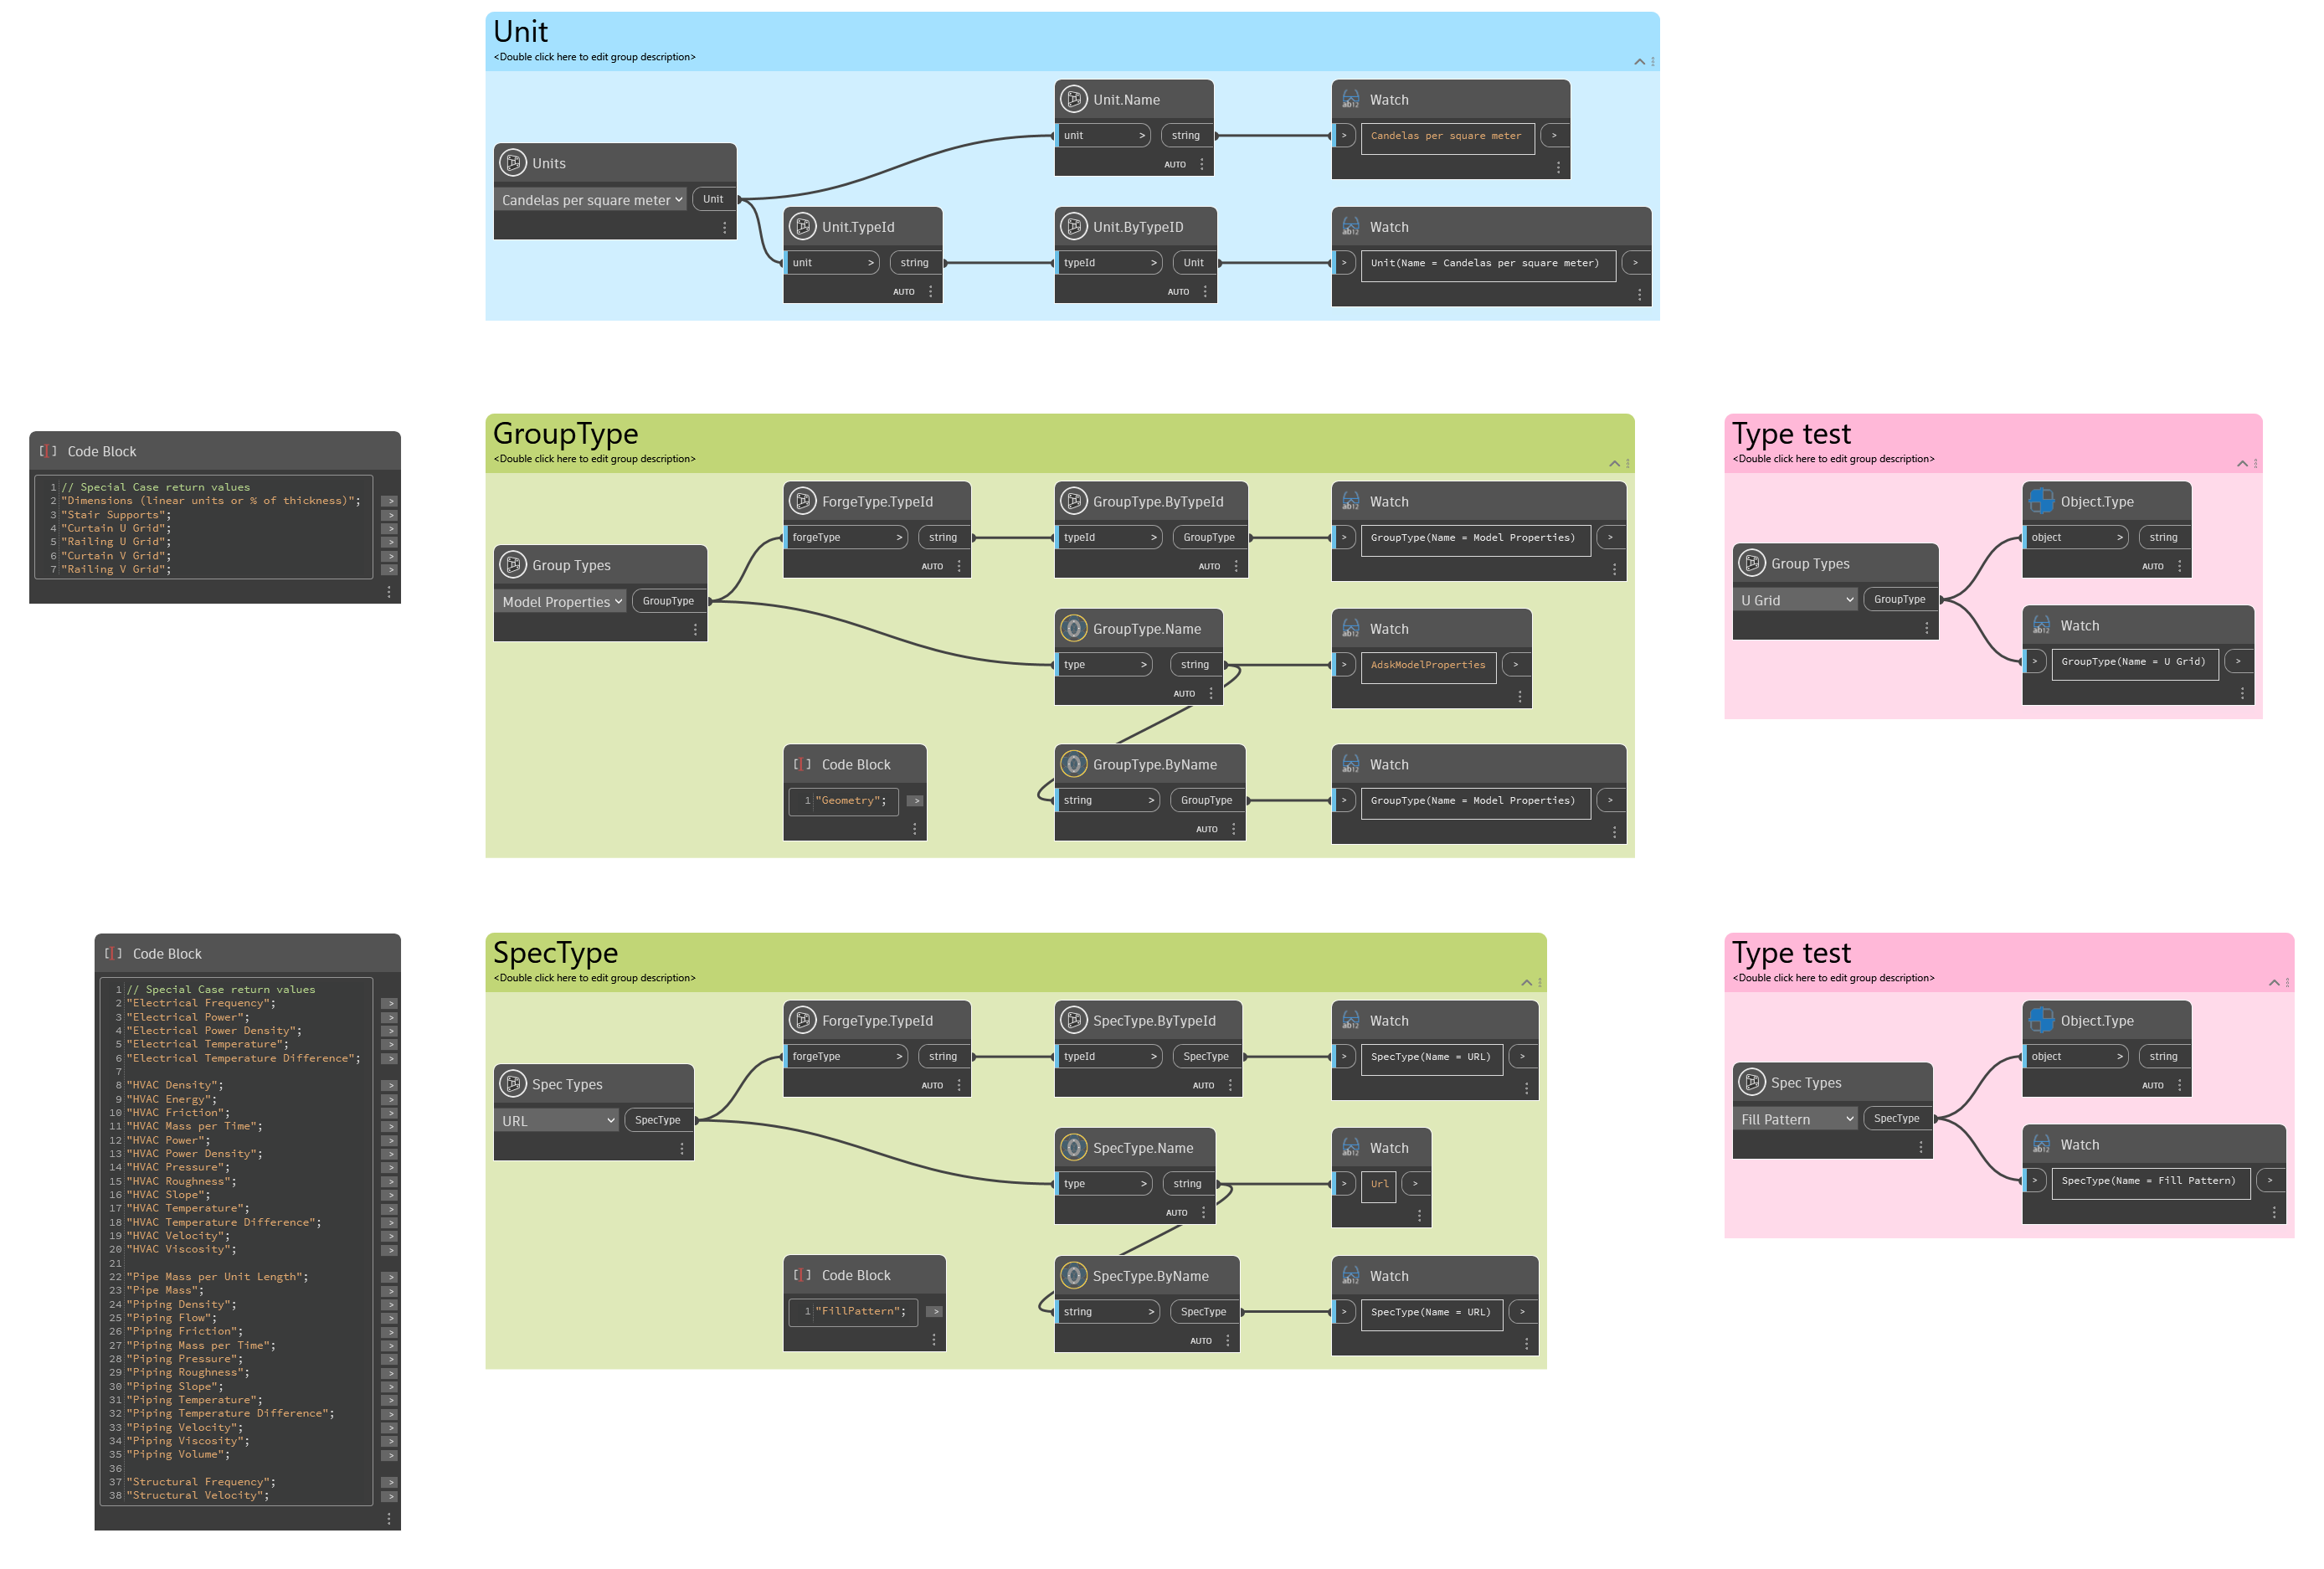 Unit
<Double click here to edit group description>
Unit.Name
unit >
string
AUTO
Watch
> Candelas per square meter >
Units
Candelas per square meter
Unit
Unit.TypeId
unit >
string
AUTO
Unit.ByTypeID
typeId >
Unit
AUTO
Watch
> Unit(Name = Candelas per square meter) >
Code Block
1 // Special Case return values
2 "Dimensions (linear units or % of thickness)"; >
3 "Stair Supports"; >
4 "Curtain U Grid"; >
5 "Railing U Grid"; >
6 "Curtain V Grid"; >
7 "Railing V Grid"; >
GroupType
<Double click here to edit group description>
ForgeType.TypeId
forgeType >
string
AUTO
GroupType.ByTypeId
typeId >
GroupType
AUTO
Watch
> GroupType(Name = Model Properties) >
Group Types
Model Properties
GroupType
GroupType.Name
type >
string
AUTO
Watch
> AdskModelProperties >
Code Block
1 "Geometry"; >
GroupType.ByName
string >
GroupType
AUTO
Watch
> GroupType(Name = Model Properties) >
Type test
<Double click here to edit group description>
Object.Type
object >
string
AUTO
Group Types
U Grid
GroupType
Watch
> GroupType(Name = U Grid) >
Code Block
1 // Special Case return values
2 "Electrical Frequency"; >
3 "Electrical Power"; >
4 "Electrical Power Density"; >
5 "Electrical Temperature"; >
6 "Electrical Temperature Difference"; >
7
8 "HVAC Density"; >
9 "HVAC Energy"; >
10 "HVAC Friction"; >
11 "HVAC Mass per Time"; >
12 "HVAC Power"; >
13 "HVAC Power Density"; >
14 "HVAC Pressure"; >
15 "HVAC Roughness"; >
16 "HVAC Slope"; >
17 "HVAC Temperature"; >
18 "HVAC Temperature Difference"; >
19 "HVAC Velocity"; >
20 "HVAC Viscosity"; >
21
22 "Pipe Mass per Unit Length"; >
23 "Pipe Mass"; >
24 "Piping Density"; >
25 "Piping Flow"; >
26 "Piping Friction"; >
27 "Piping Mass per Time"; >
28 "Piping Pressure"; >
29 "Piping Roughness"; >
30 "Piping Slope"; >
31 "Piping Temperature"; >
32 "Piping Temperature Difference"; >
33 "Piping Velocity"; >
34 "Piping Viscosity"; >
35 "Piping Volume"; >
36
37 "Structural Frequency"; >
38 "Structural Velocity"; >
SpecType
<Double click here to edit group description>
ForgeType.TypeId
forgeType >
string
AUTO
SpecType.ByTypeId
typeId >
SpecType
AUTO
Watch
> SpecType(Name = URL) >
Spec Types
URL
SpecType
SpecType.Name
type >
string
AUTO
Watch
> Url >
Code Block
1 "FillPattern"; >
SpecType.ByName
string >
SpecType
AUTO
Watch
> SpecType(Name = URL) >
Type test
<Double click here to edit group description>
Object.Type
object >
string
AUTO
Spec Types
Fill Pattern
SpecType
Watch
> SpecType(Name = Fill Pattern) >